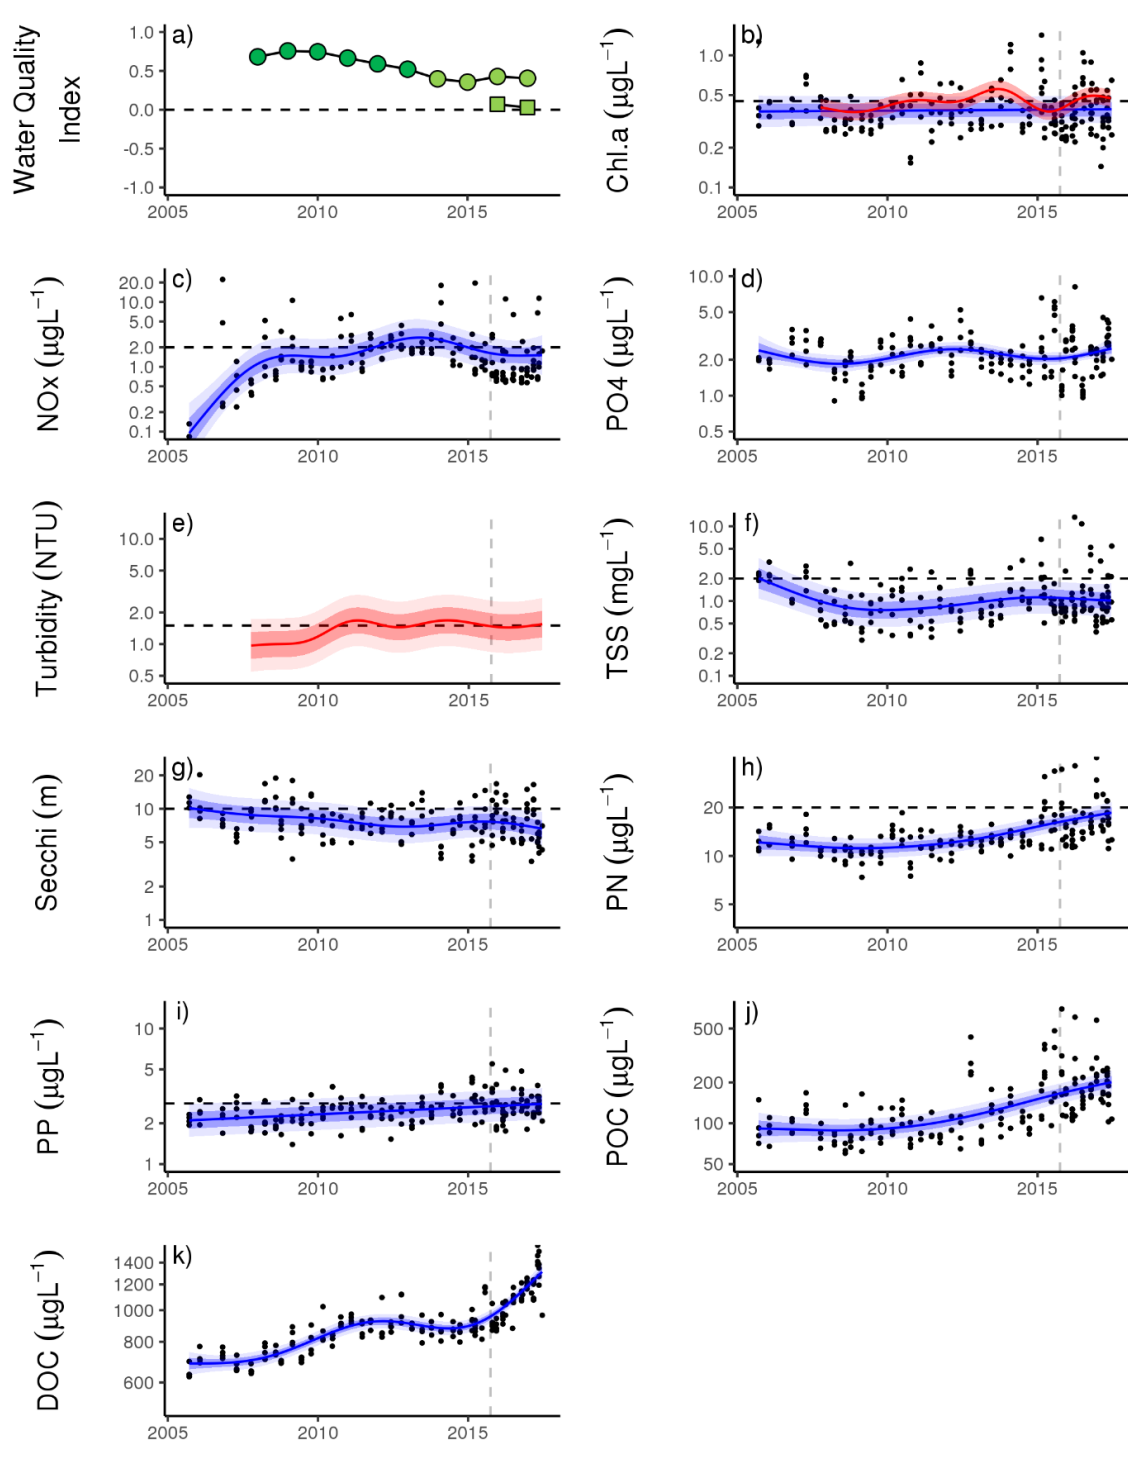 Water Quality
Index
a)
1.0
0.5
0.0
-0.5
-1.0
2005 2010 2015
Chl.a (µgL⁻¹)
b)
1.0
0.5
0.2
0.1
2005 2010 2015
NOx (µgL⁻¹)
c)
20.0
10.0
5.0
2.0
1.0
0.5
0.2
0.1
2005 2010 2015
PO4 (µgL⁻¹)
d)
10.0
5.0
2.0
1.0
0.5
2005 2010 2015
Turbidity (NTU)
e)
10.0
5.0
2.0
1.0
0.5
2005 2010 2015
TSS (mgL⁻¹)
f)
10.0
5.0
2.0
1.0
0.5
0.2
0.1
2005 2010 2015
Secchi (m)
g)
20
10
5
2
1
2005 2010 2015
PN (µgL⁻¹)
h)
20
10
5
2005 2010 2015
PP (µgL⁻¹)
i)
10
5
2
1
2005 2010 2015
POC (µgL⁻¹)
j)
500
200
100
50
2005 2010 2015
DOC (µgL⁻¹)
k)
1400
1200
1000
800
600
2005 2010 2015